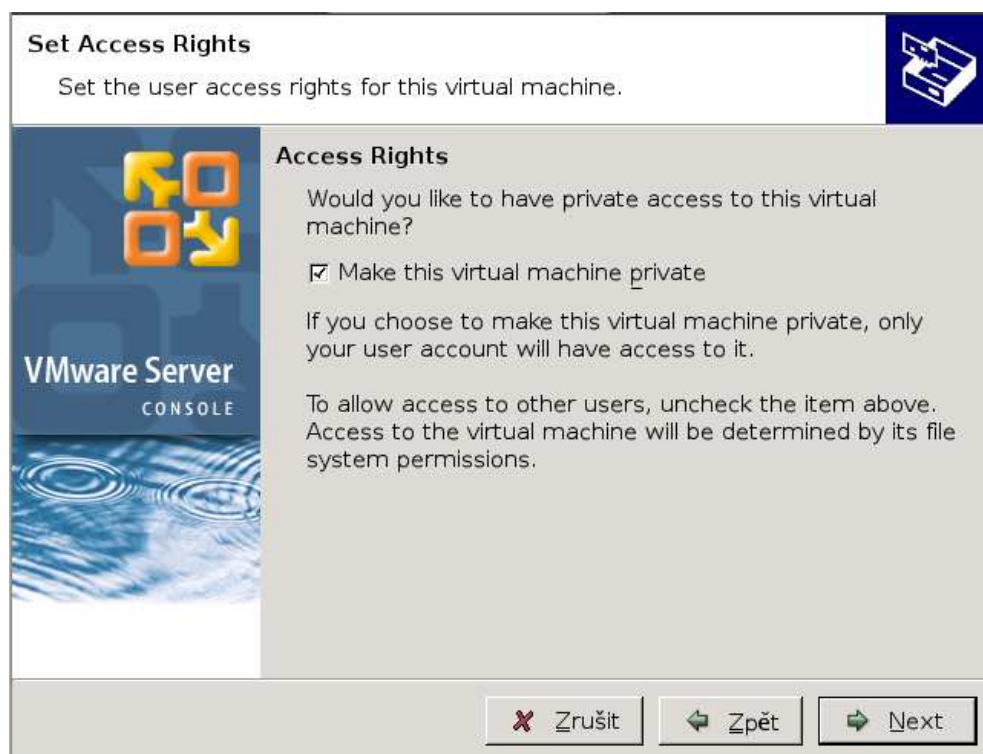 Set Access Rights
Set the user access rights for this virtual machine.
Access Rights
Would you like to have private access to this virtual
machine?
Make this virtual machine private
If you choose to make this virtual machine private, only
your user account will have access to it.
To allow access to other users, uncheck the item above.
Access to the virtual machine will be determined by its file
system permissions.
VMware Server
CONSOLE
Zrušit
Zpět
Next